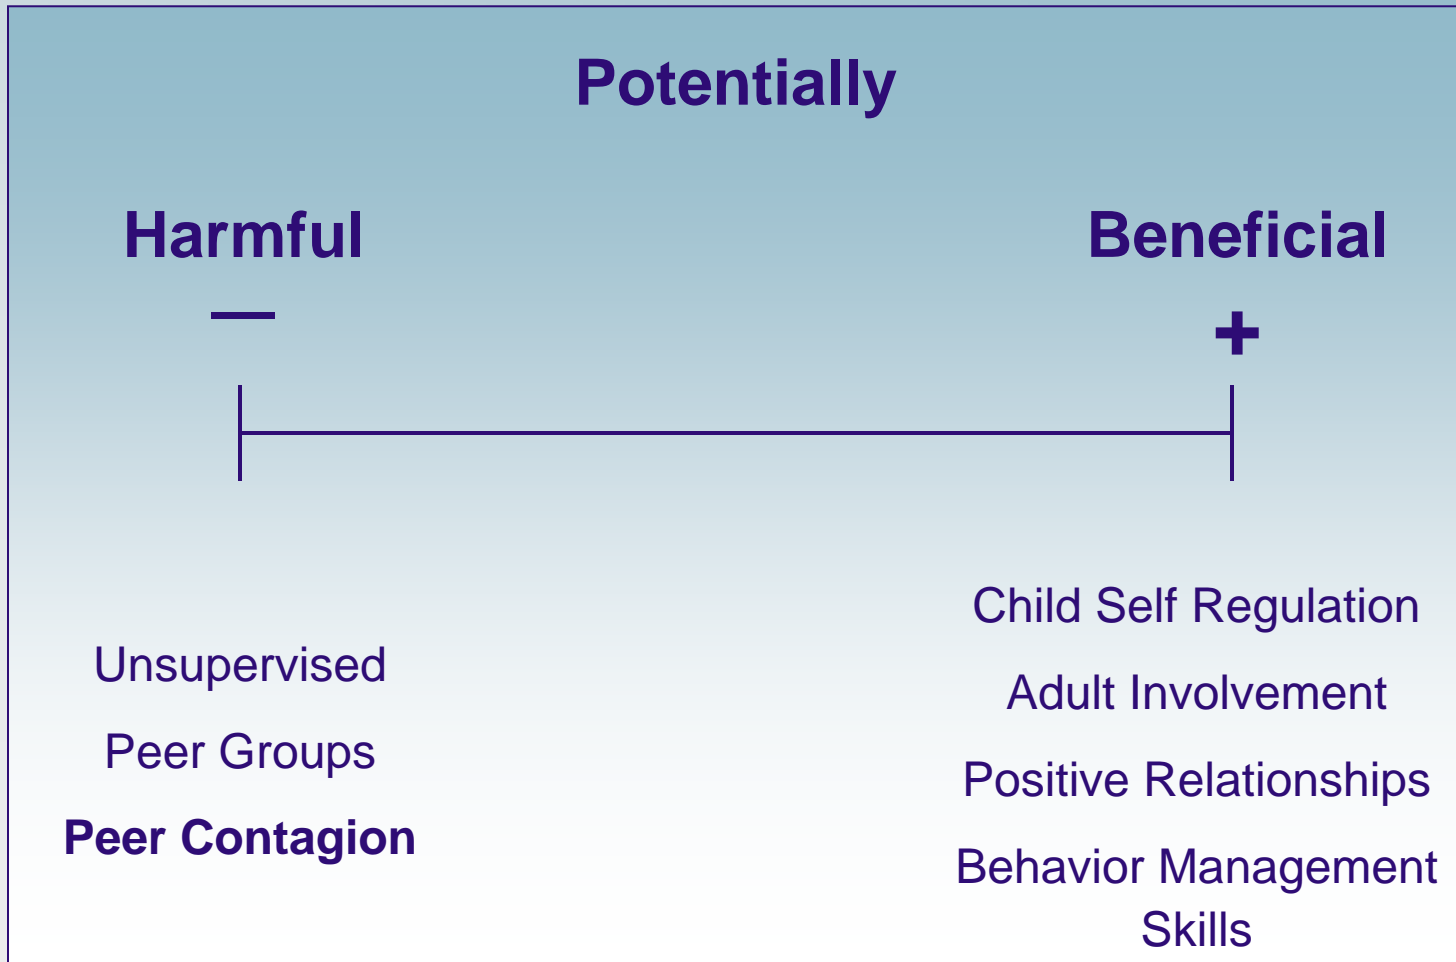 Potentially
Harmful
Beneficial
—
+
Unsupervised
Peer Groups
Peer Contagion
Child Self Regulation
Adult Involvement
Positive Relationships
Behavior Management
Skills